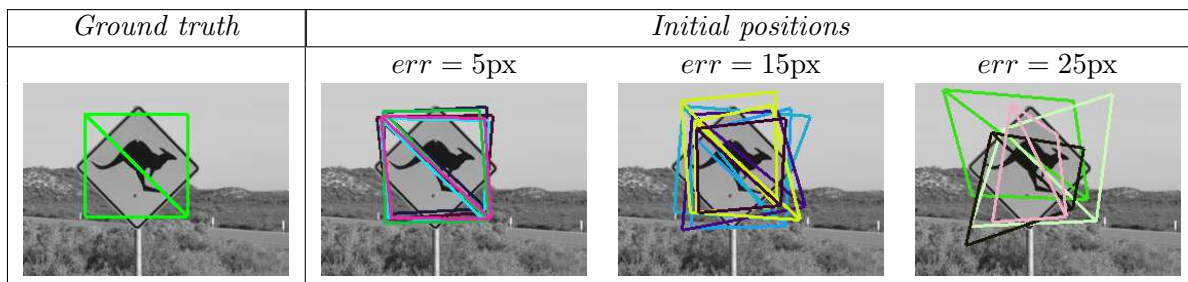 Ground truth Initial positions
err = 5px err = 15px err = 25px